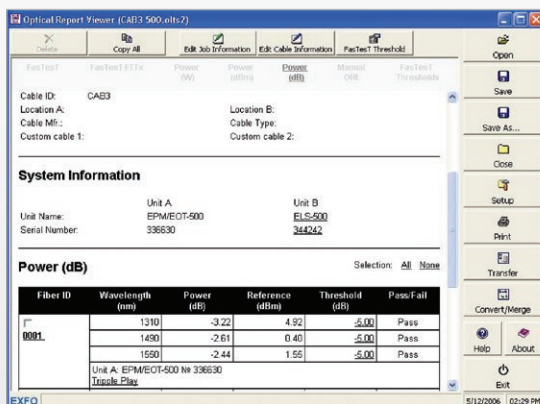 Optical Report Viewer (CAB3 500.olts2)
Delete
Copy All
Edit Job Information
Edit Cable Information
FasTesT Threshold
Open
Save
Save As...
Close
Setup
Print
Transfer
Convert/Merge
Help
About
Exit
FasTesT
FasTesT FTTx
Power (W)
Power (dBm)
Power (dB)
Manual ORL
FasTesT Thresholds
Cable ID: CAB3
Location A: Location B:
Cable Mfr.: Cable Type:
Custom cable 1: Custom cable 2:
System Information
Unit A Unit B
Unit Name: EPM/EOT-500 ELS-500
Serial Number: 336630 344242
Power (dB) Selection: All None
Fiber ID Wavelength (nm) Power (dB) Reference (dBm) Threshold (dB) Pass/Fail
0001 1310 -3.22 4.92 -5.00 Pass
1490 -2.61 0.40 -5.00 Pass
1550 -2.44 1.55 -5.00 Pass
Unit A: EPM/EOT-500 № 336630
Tripole Play
EXFO 5/12/2006 02:29 PM